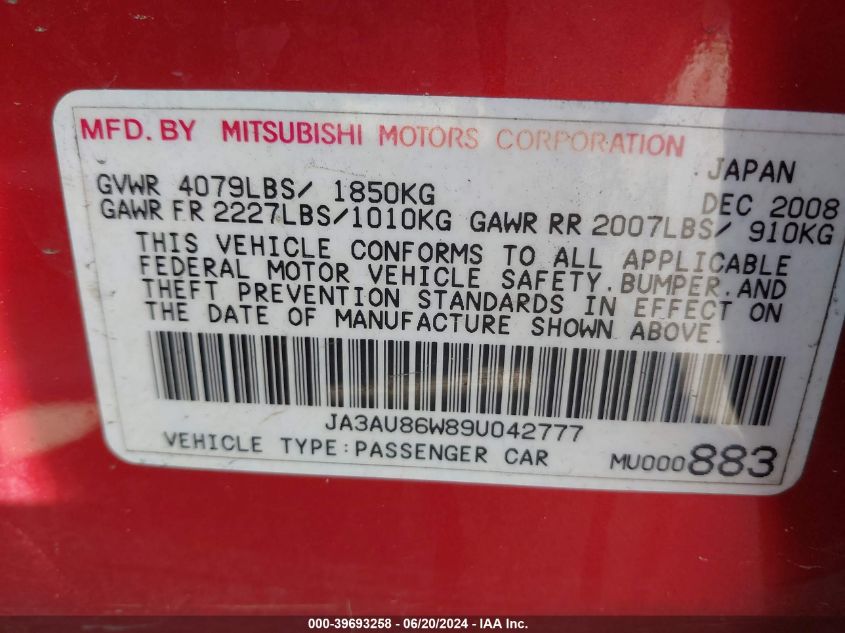 MFD. BY MITSUBISHI MOTORS CORPORATION
JAPAN
GVWR 4079LBS/ 1850KG DEC 2008
GAWR FR 2227LBS/1010KG GAWR RR 2007LBS/ 910KG
THIS VEHICLE CONFORMS TO ALL APPLICABLE
FEDERAL MOTOR VEHICLE SAFETY, BUMPER, AND
THEFT PREVENTION STANDARDS IN EFFECT ON
THE DATE OF MANUFACTURE SHOWN ABOVE.
JA3AU86W89U042777
VEHICLE TYPE:PASSENGER CAR MU000883
000-39693258 - 06/20/2024 - IAA Inc.